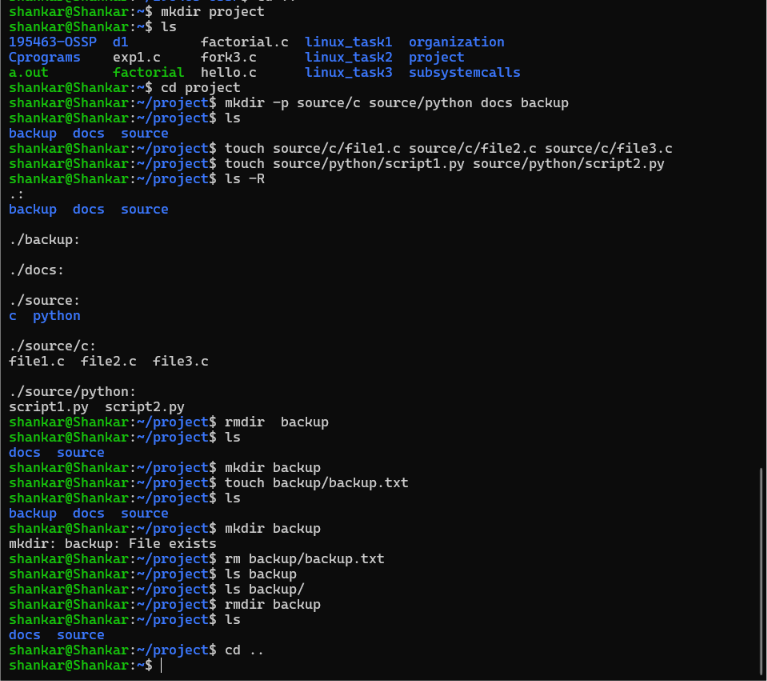 shankar@Shankar:~$ mkdir project
shankar@Shankar:~$ ls
195463-OSSP  d1         factorial.c  linux_task1  organization
Cprograms    exp1.c     fork3.c      linux_task2  project
a.out        factorial  hello.c      linux_task3  subsystemcalls
shankar@Shankar:~$ cd project
shankar@Shankar:~/project$ mkdir -p source/c source/python docs backup
shankar@Shankar:~/project$ ls
backup  docs  source
shankar@Shankar:~/project$ touch source/c/file1.c source/c/file2.c source/c/file3.c
shankar@Shankar:~/project$ touch source/python/script1.py source/python/script2.py
shankar@Shankar:~/project$ ls -R
.:
backup  docs  source

./backup:

./docs:

./source:
c  python

./source/c:
file1.c  file2.c  file3.c

./source/python:
script1.py  script2.py
shankar@Shankar:~/project$ rmdir  backup
shankar@Shankar:~/project$ ls
docs  source
shankar@Shankar:~/project$ mkdir backup
shankar@Shankar:~/project$ touch backup/backup.txt
shankar@Shankar:~/project$ ls
backup  docs  source
shankar@Shankar:~/project$ mkdir backup
mkdir: backup: File exists
shankar@Shankar:~/project$ rm backup/backup.txt
shankar@Shankar:~/project$ ls backup
shankar@Shankar:~/project$ ls backup/
shankar@Shankar:~/project$ rmdir backup
shankar@Shankar:~/project$ ls
docs  source
shankar@Shankar:~/project$ cd ..
shankar@Shankar:~$